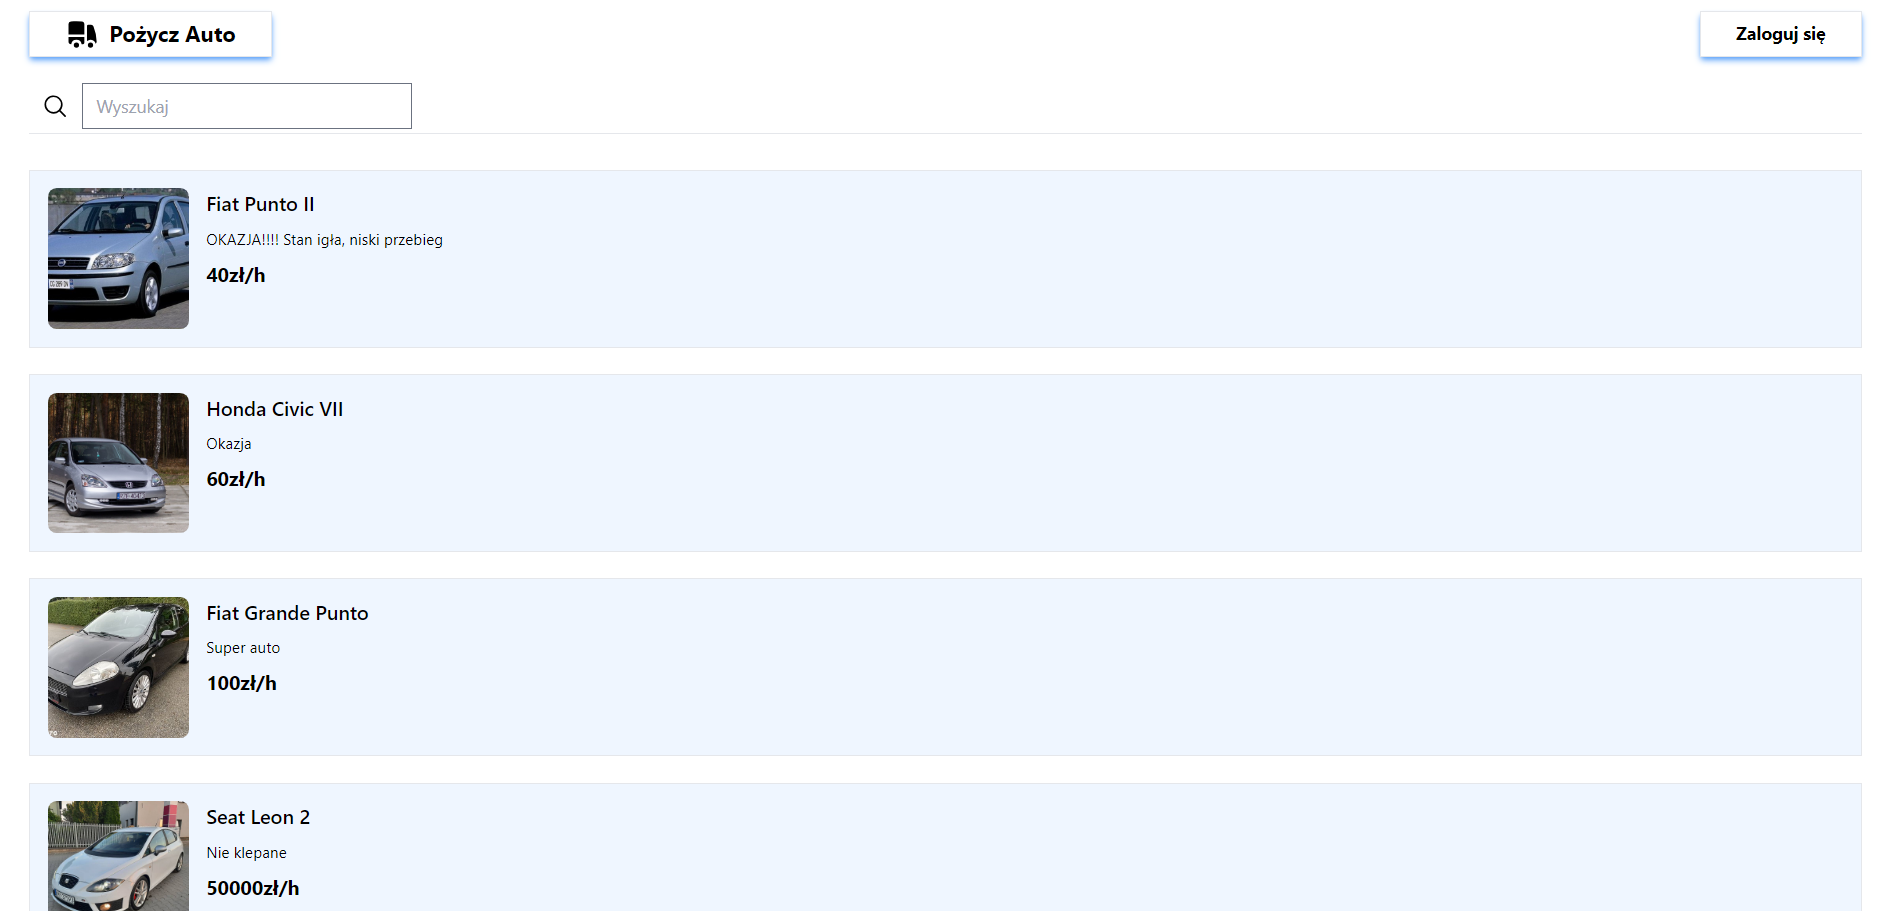 Pożycz Auto
Zaloguj się
Wyszukaj
Fiat Punto II
OKAZJA!!!! Stan igła, niski przebieg
40zł/h
Honda Civic VII
Okazja
60zł/h
Fiat Grande Punto
Super auto
100zł/h
Seat Leon 2
Nie klepane
50000zł/h